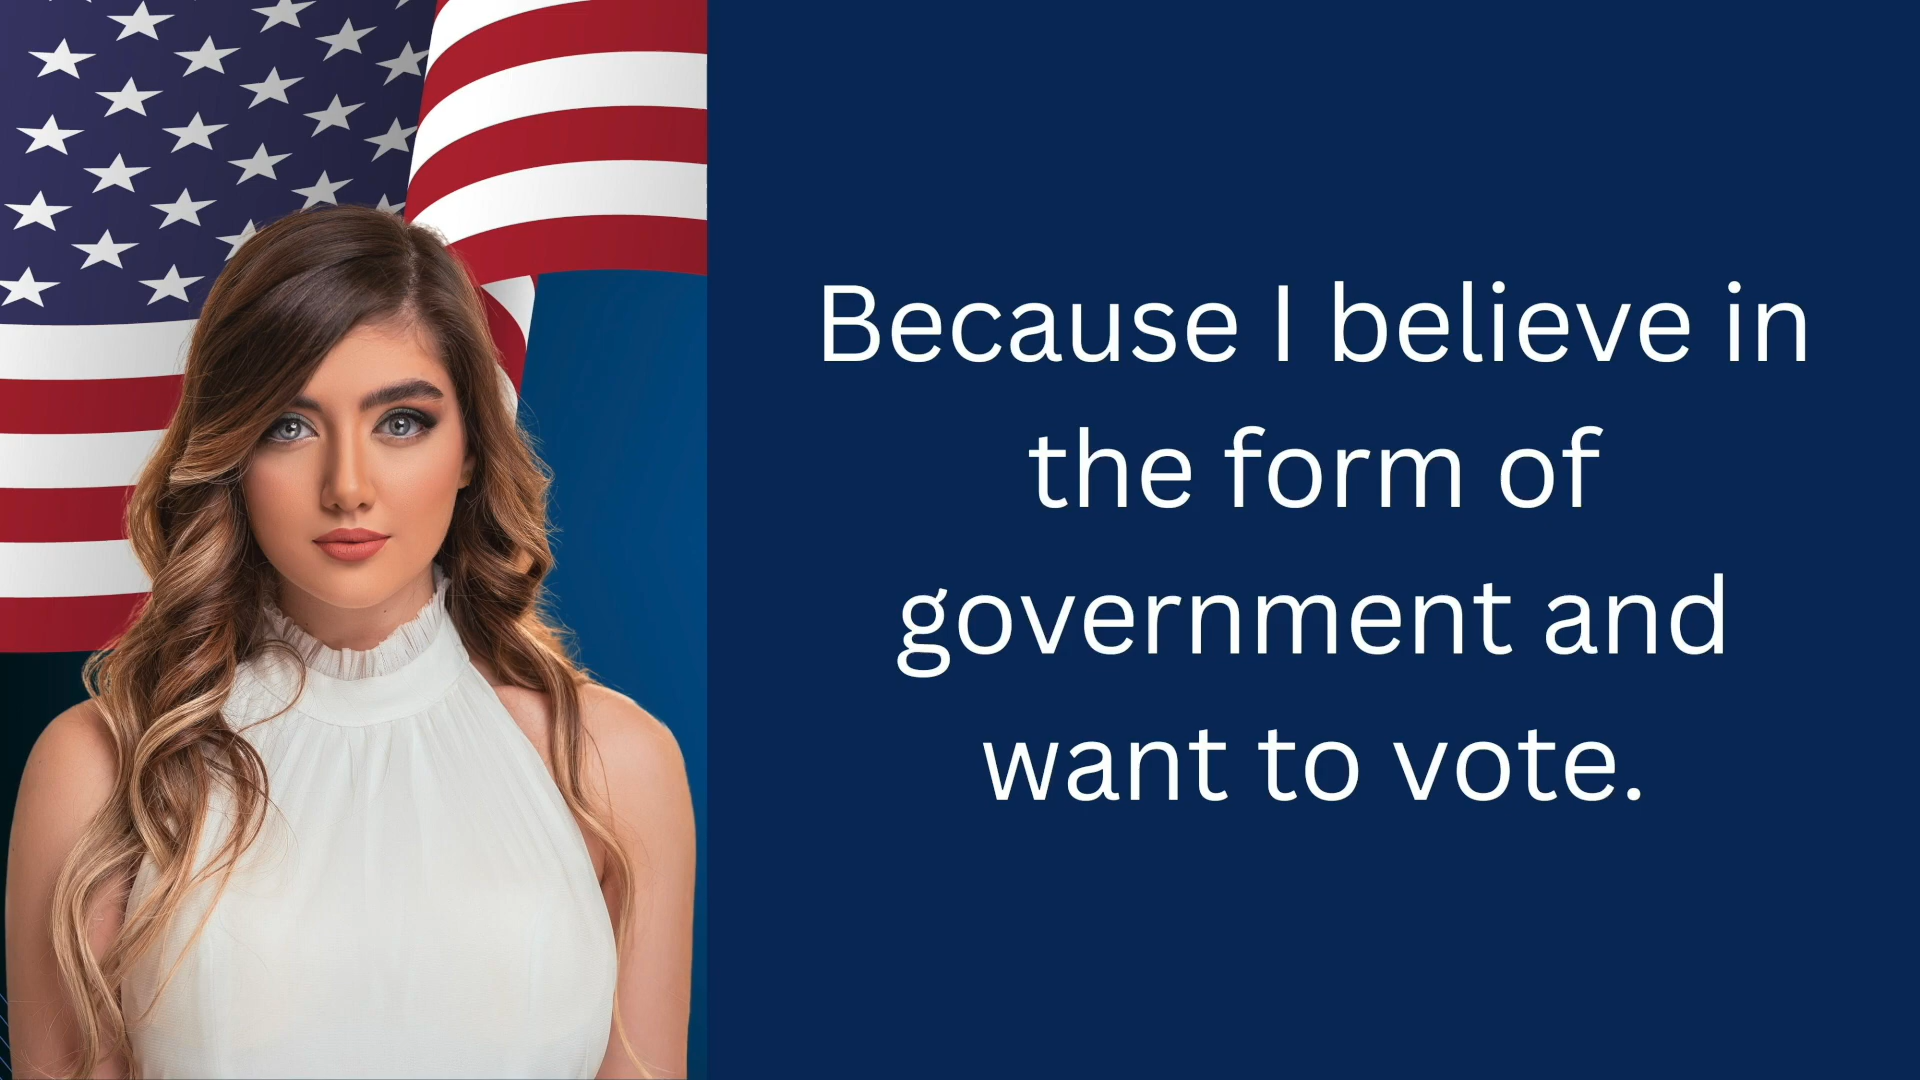 Because I believe in
the form of
government and
want to vote.